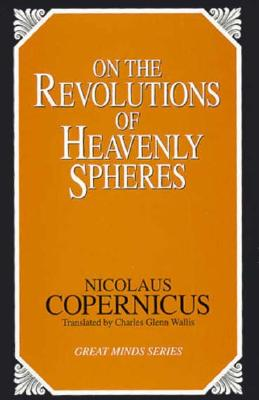 ON THE
REVOLUTIONS
OF
HEAVENLY
SPHERES
NICOLAUS
COPERNICUS
Translated by Charles Glenn Wallis
GREAT MINDS SERIES